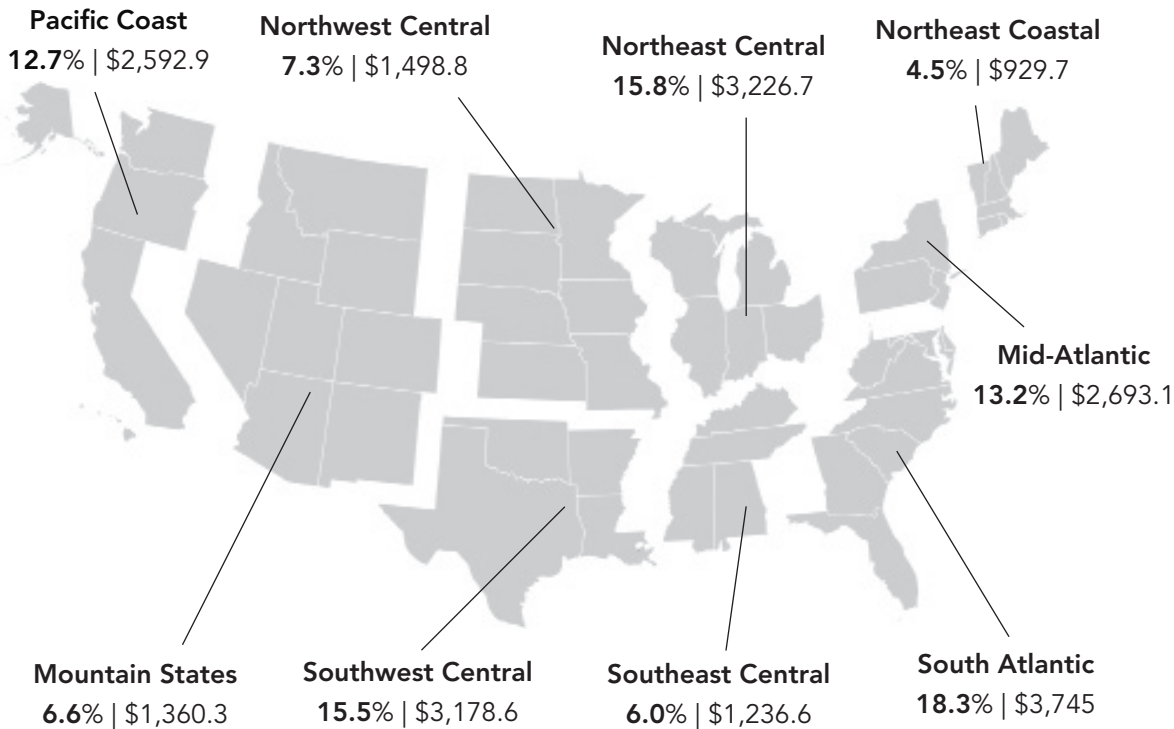 Pacific Coast
12.7% | $2,592.9
Northwest Central
7.3% | $1,498.8
Northeast Central
15.8% | $3,226.7
Northeast Coastal
4.5% | $929.7
Mid-Atlantic
13.2% | $2,693.1
Mountain States
6.6% | $1,360.3
Southwest Central
15.5% | $3,178.6
Southeast Central
6.0% | $1,236.6
South Atlantic
18.3% | $3,745